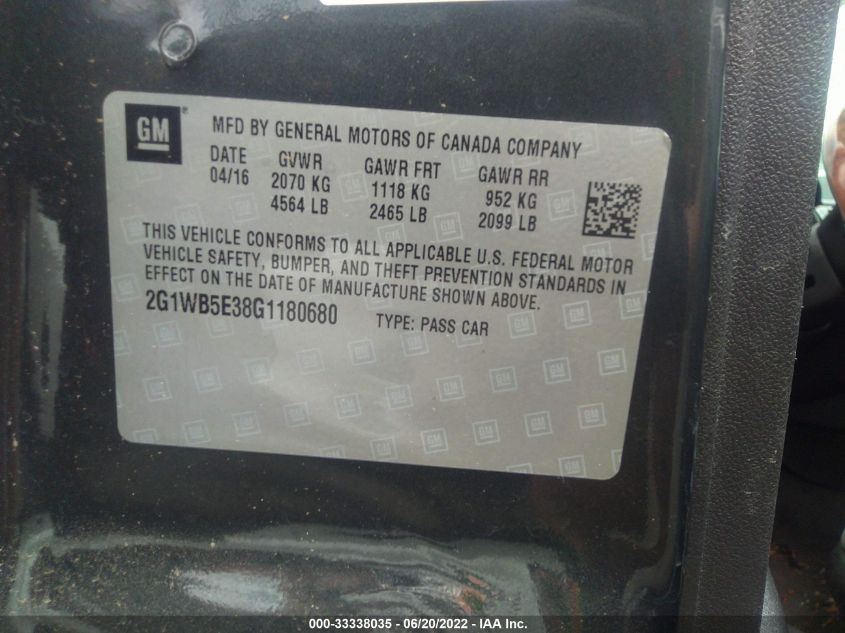 GM ®
MFD BY GENERAL MOTORS OF CANADA COMPANY
DATE GVWR GAWR FRT GAWR RR
04/16 2070 KG 1118 KG 952 KG
4564 LB 2465 LB 2099 LB
THIS VEHICLE CONFORMS TO ALL APPLICABLE U.S. FEDERAL MOTOR
VEHICLE SAFETY, BUMPER, AND THEFT PREVENTION STANDARDS IN
EFFECT ON THE DATE OF MANUFACTURE SHOWN ABOVE.
2G1WB5E38G1180680 TYPE: PASS CAR
000-33338035 - 06/20/2022 - IAA Inc.